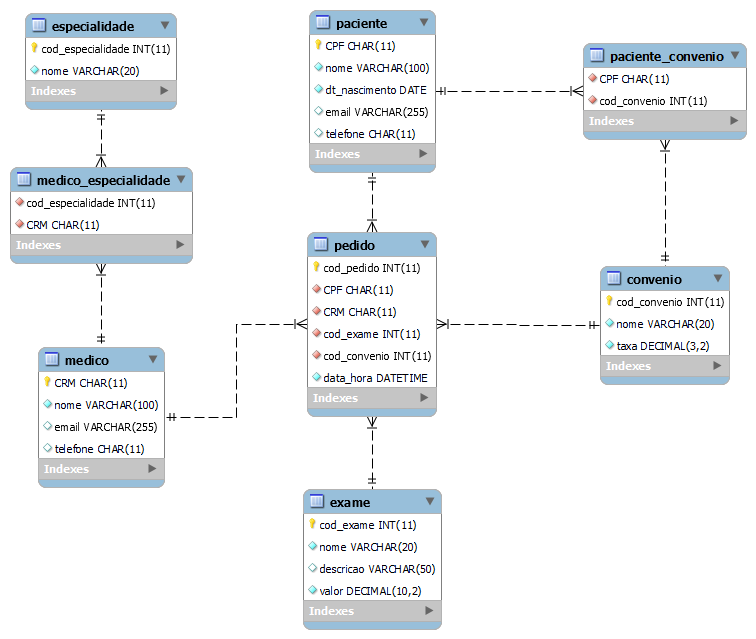 especialidade
cod_especialidade INT(11)
nome VARCHAR(20)
Indexes
paciente
CPF CHAR(11)
nome VARCHAR(100)
dt_nascimento DATE
email VARCHAR(255)
telefone CHAR(11)
Indexes
paciente_convenio
CPF CHAR(11)
cod_convenio INT(11)
Indexes
medico_especialidade
cod_especialidade INT(11)
CRM CHAR(11)
Indexes
pedido
cod_pedido INT(11)
CPF CHAR(11)
CRM CHAR(11)
cod_exame INT(11)
cod_convenio INT(11)
data_hora DATETIME
Indexes
convenio
cod_convenio INT(11)
nome VARCHAR(20)
taxa DECIMAL(3,2)
Indexes
medico
CRM CHAR(11)
nome VARCHAR(100)
email VARCHAR(255)
telefone CHAR(11)
Indexes
exame
cod_exame INT(11)
nome VARCHAR(20)
descricao VARCHAR(50)
valor DECIMAL(10,2)
Indexes